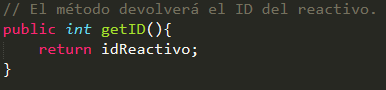 // El método devolverá el ID del reactivo.
public int getID(){
    return idReactivo;
}